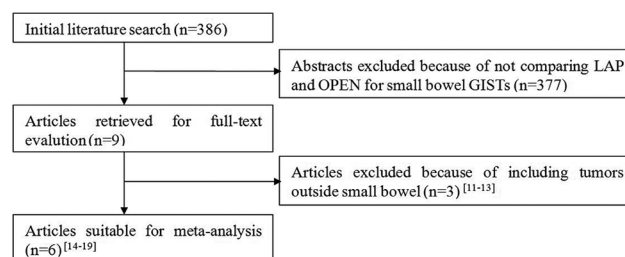 Initial literature search (n=386)
Abstracts excluded because of not comparing LAP
and OPEN for small bowel GISTs (n=377)
Articles retrieved for full-text
evalution (n=9)
Articles excluded because of including tumors
outside small bowel (n=3) [11-13]
Articles suitable for meta-analysis
(n=6) [14-19]